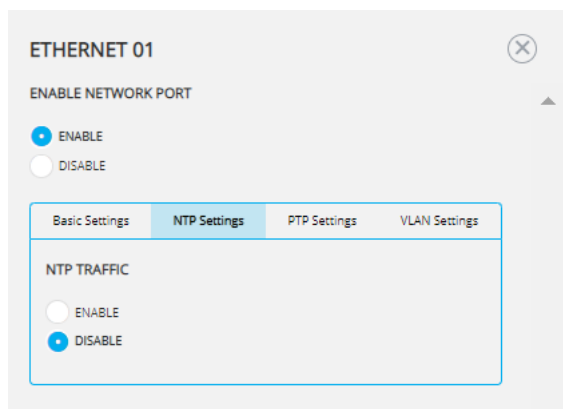 ETHERNET 01
ENABLE NETWORK PORT
ENABLE
DISABLE
Basic Settings NTP Settings PTP Settings VLAN Settings
NTP TRAFFIC
ENABLE
DISABLE